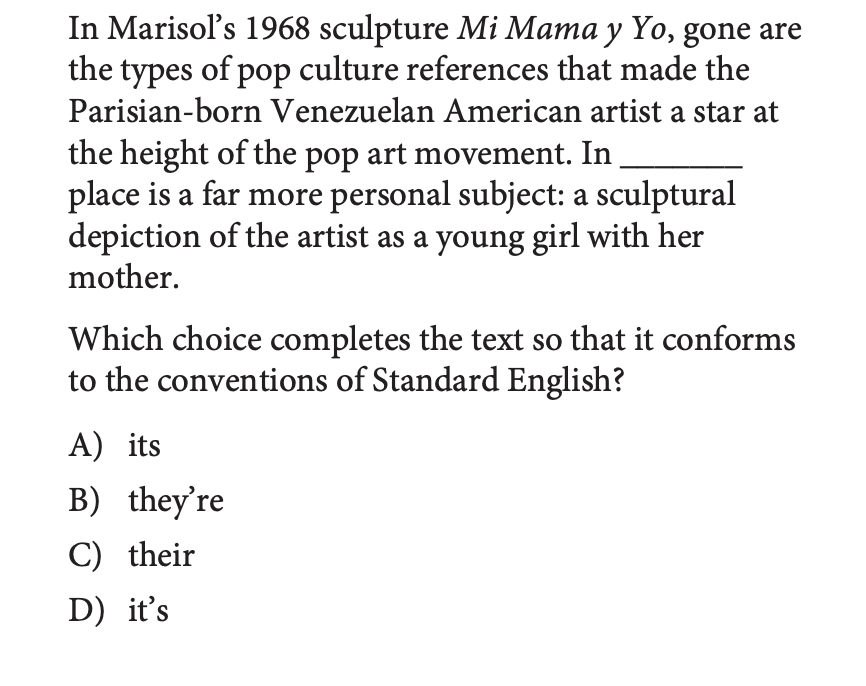 In Marisol’s 1968 sculpture Mi Mama y Yo, gone are
the types of pop culture references that made the
Parisian-born Venezuelan American artist a star at
the height of the pop art movement. In _______
place is a far more personal subject: a sculptural
depiction of the artist as a young girl with her
mother.
Which choice completes the text so that it conforms
to the conventions of Standard English?
A) its
B) they’re
C) their
D) it’s